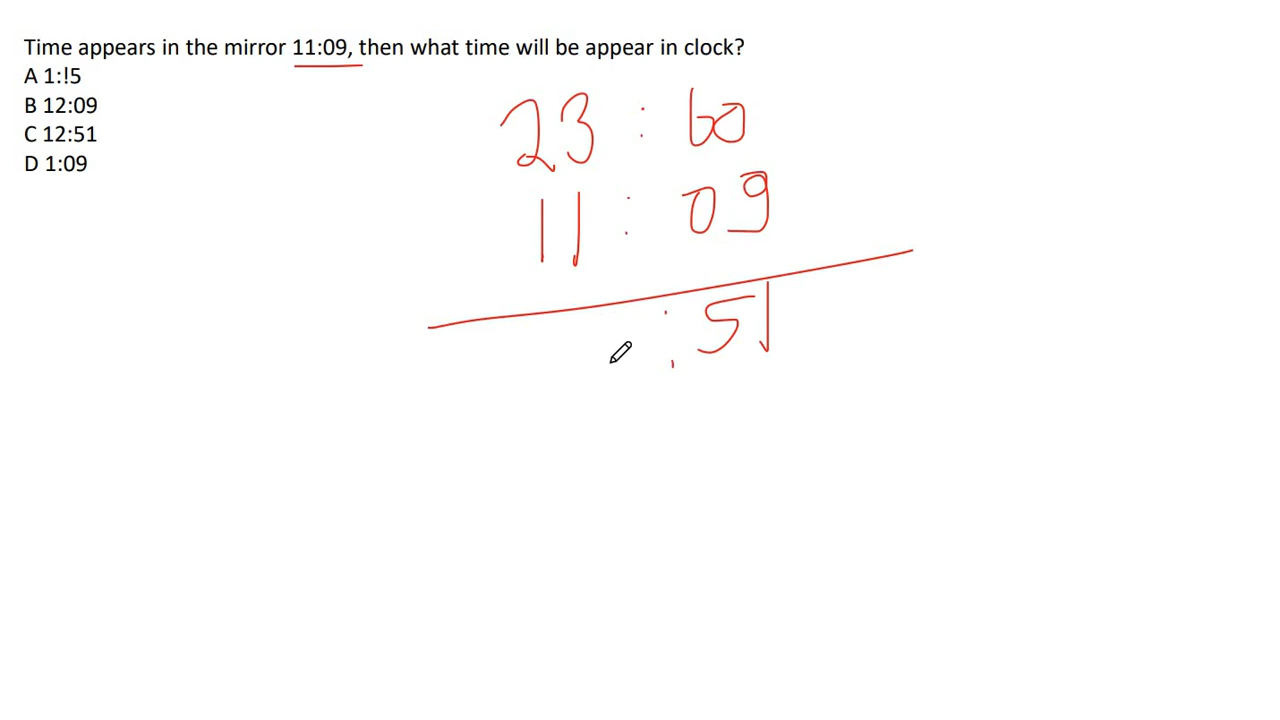 Time appears in the mirror 11:09, then what time will be appear in clock?
A 1:!5
B 12:09
C 12:51
D 1:09
23 : 60
11 : 09
: 51